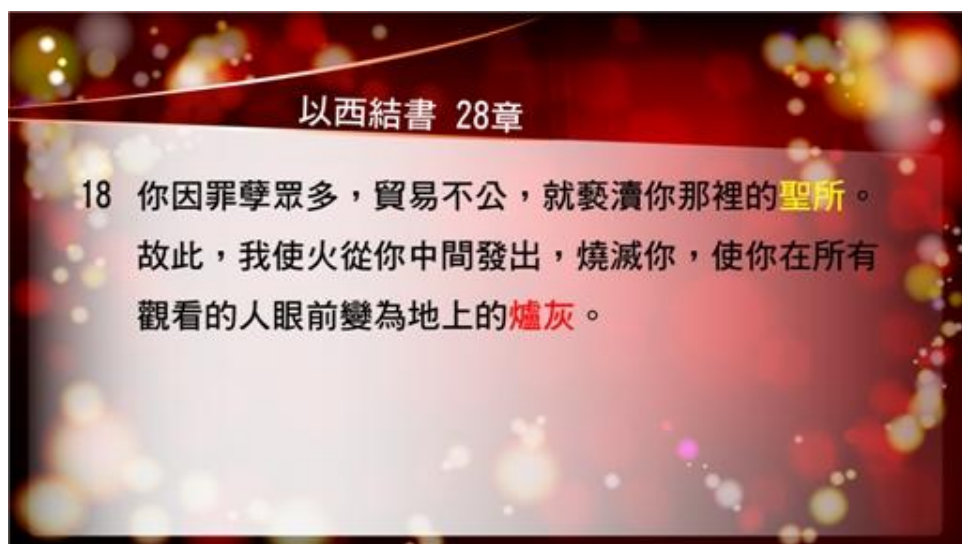 以西結書 28章
18 你因罪孽眾多，貿易不公，就褻瀆你那裡的聖所。
故此，我使火從你中間發出，燒滅你，使你在所有
觀看的人眼前變為地上的爐灰。